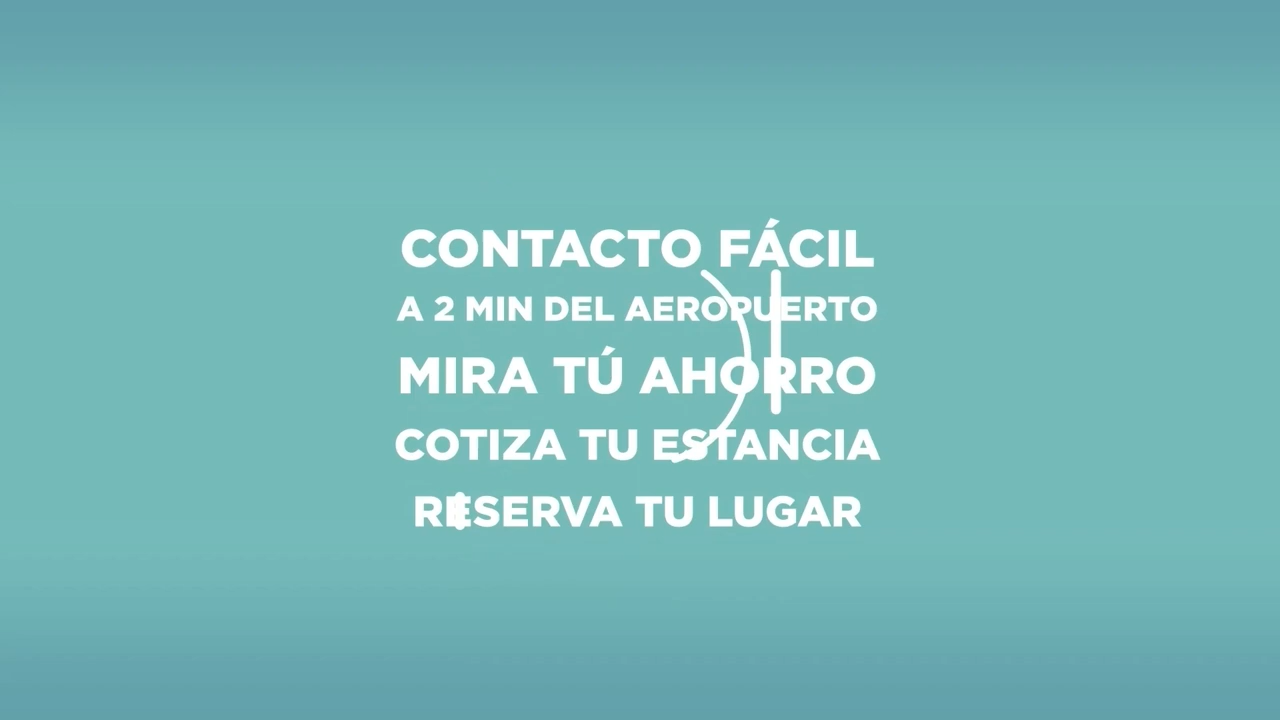 CONTACTO FÁCIL
A 2 MIN DEL AEROPUERTO
MIRA TÚ AHORRO
COTIZA TU ESTANCIA
RESERVA TU LUGAR